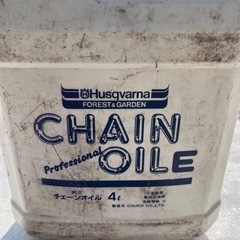 Husqvarna
FOREST & GARDEN
CHAIN
Professional
OILE
チェーンオイル 4ℓ